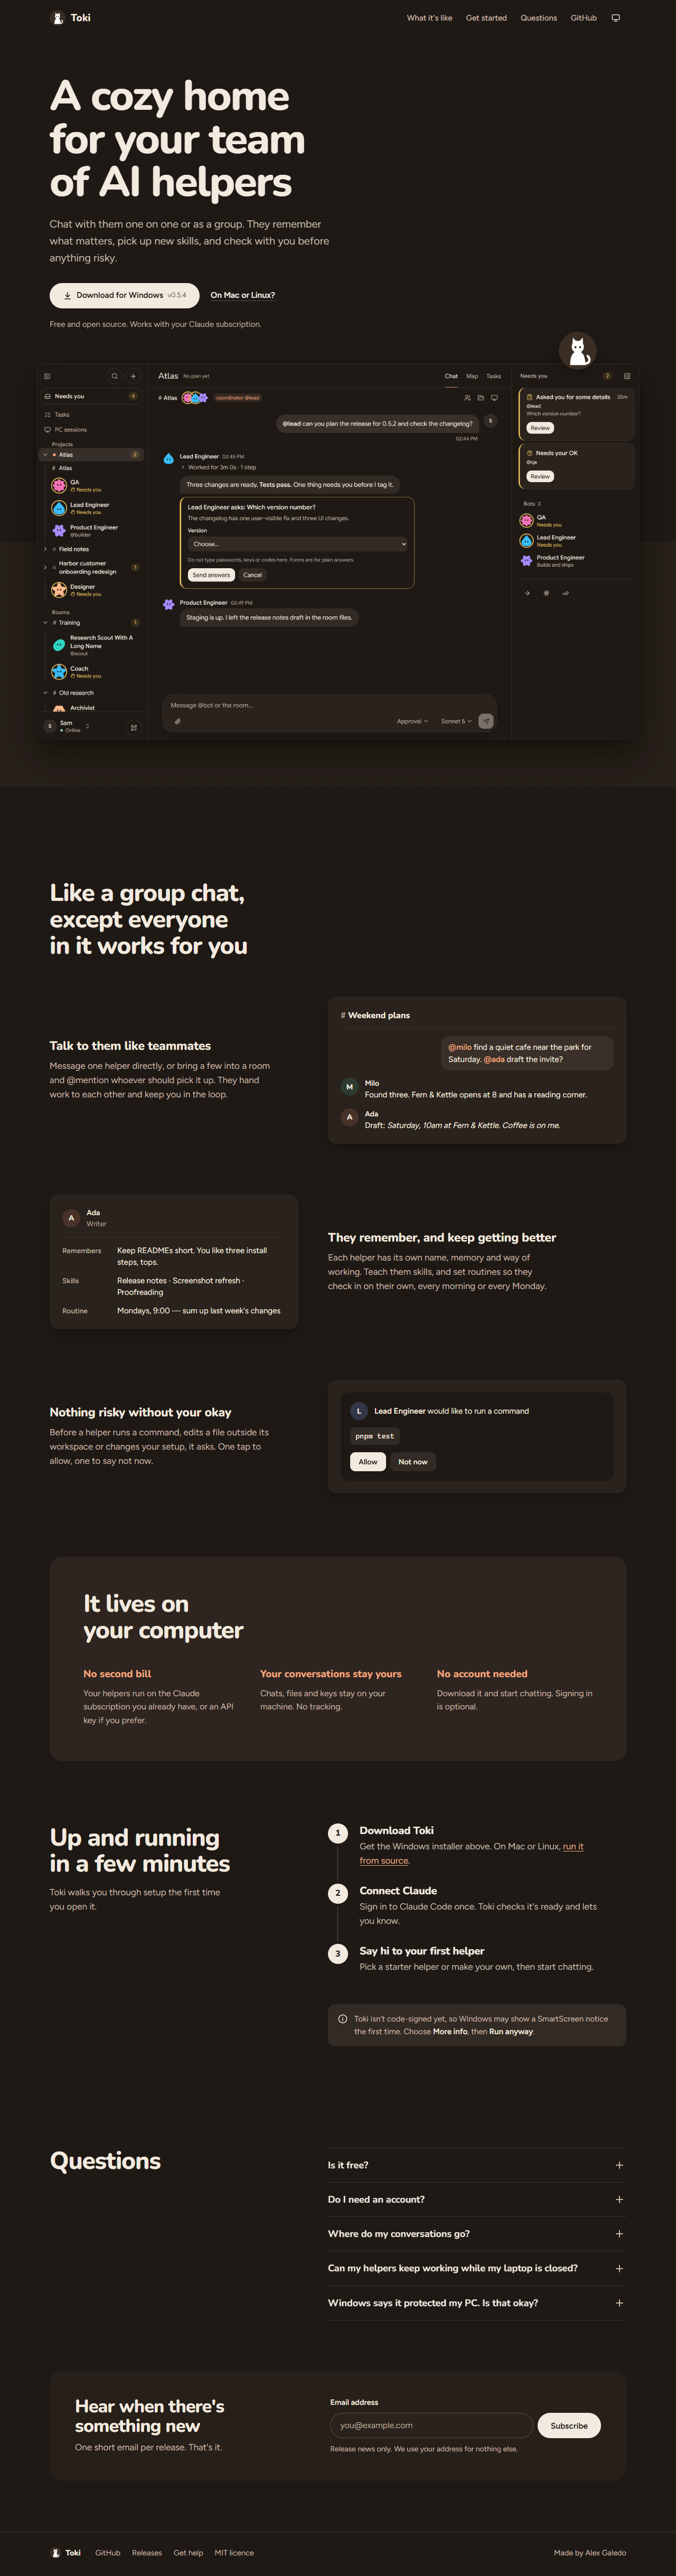 Toki
What it's like
Get started
Questions
GitHub
A cozy home
for your team
of AI helpers
Chat with them one on one or as a group. They remember
what matters, pick up new skills, and check with you before
anything risky.
Download for Windows v0.5.4
On Mac or Linux?
Free and open source. Works with your Claude subscription.
Needs you 4
Tasks
PC sessions
Projects
Atlas 2
# Atlas
QA
Needs you
Lead Engineer
Needs you
Product Engineer
@builder
Field notes
Harbor customer
onboarding redesign 1
Designer
Needs you
Rooms
# Training 1
Research Scout With A
Long Name
@scout
Coach
Needs you
# Old research
Archivist
S Sam
Online
Atlas No plan yet
Chat Map Tasks
# Atlas coordinator @lead
@lead can you plan the release for 0.5.2 and check the changelog? S
02:44 PM
Lead Engineer 02:45 PM
Worked for 3m 0s · 1 step
Three changes are ready. Tests pass. One thing needs you before I tag it.
Lead Engineer asks: Which version number?
The changelog has one user-visible fix and three UI changes.
Version
Choose...
Do not type passwords, keys or codes here. Forms are for plain answers.
Send answers Cancel
Product Engineer 02:49 PM
Staging is up. I left the release notes draft in the room files.
Message @bot or the room...
Approval Sonnet 5
Needs you 2
Asked you for some details 35m
@lead
Which version number?
Review
Needs your OK
@qa
Review
Bots 3
QA
Needs you
Lead Engineer
Needs you
Product Engineer
Builds and ships
Like a group chat,
except everyone
in it works for you
Talk to them like teammates
Message one helper directly, or bring a few into a room
and @mention whoever should pick it up. They hand
work to each other and keep you in the loop.
# Weekend plans
@milo find a quiet cafe near the park for
Saturday. @ada draft the invite?
M Milo
Found three. Fern & Kettle opens at 8 and has a reading corner.
A Ada
Draft: Saturday, 10am at Fern & Kettle. Coffee is on me.
A Ada
Writer
Remembers Keep READMEs short. You like three install
steps, tops.
Skills Release notes · Screenshot refresh ·
Proofreading
Routine Mondays, 9:00 — sum up last week's changes
They remember, and keep getting better
Each helper has its own name, memory and way of
working. Teach them skills, and set routines so they
check in on their own, every morning or every Monday.
Nothing risky without your okay
Before a helper runs a command, edits a file outside its
workspace or changes your setup, it asks. One tap to
allow, one to say not now.
L Lead Engineer would like to run a command
pnpm test
Allow Not now
It lives on
your computer
No second bill
Your helpers run on the Claude
subscription you already have, or an API
key if you prefer.
Your conversations stay yours
Chats, files and keys stay on your
machine. No tracking.
No account needed
Download it and start chatting. Signing in
is optional.
Up and running
in a few minutes
Toki walks you through setup the first time
you open it.
1 Download Toki
Get the Windows installer above. On Mac or Linux, run it
from source.
2 Connect Claude
Sign in to Claude Code once. Toki checks it's ready and lets
you know.
3 Say hi to your first helper
Pick a starter helper or make your own, then start chatting.
Toki isn't code-signed yet, so Windows may show a SmartScreen notice
the first time. Choose More info, then Run anyway.
Questions
Is it free?
Do I need an account?
Where do my conversations go?
Can my helpers keep working while my laptop is closed?
Windows says it protected my PC. Is that okay?
Hear when there's
something new
One short email per release. That's it.
Email address
you@example.com
Subscribe
Release news only. We use your address for nothing else.
Toki
GitHub
Releases
Get help
MIT licence
Made by Alex Galedo